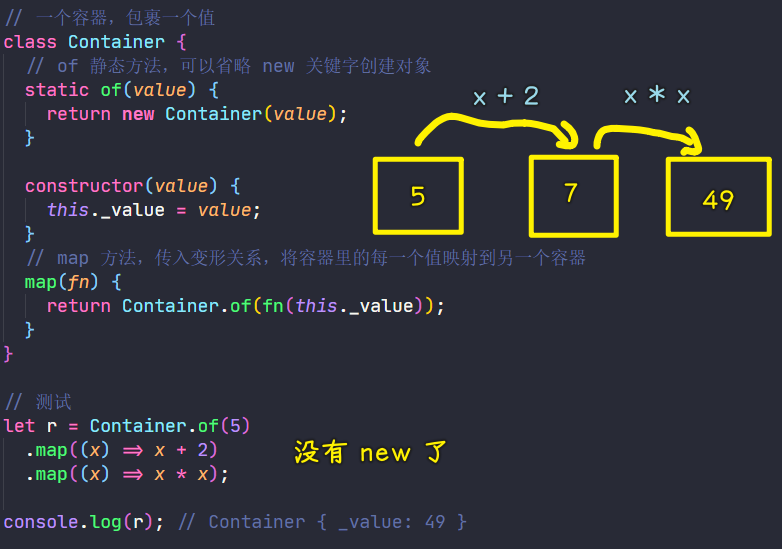 // 一个容器，包裹一个值
class Container {
  // of 静态方法，可以省略 new 关键字创建对象
  static of(value) {
    return new Container(value);
  }

  constructor(value) {
    this._value = value;
  }
  // map 方法，传入变形关系，将容器里的每一个值映射到另一个容器
  map(fn) {
    return Container.of(fn(this._value));
  }
}

// 测试
let r = Container.of(5)
  .map((x) => x + 2)
  .map((x) => x * x);

console.log(r); // Container { _value: 49 }
x + 2
x * x
5
7
49
没有 new 了